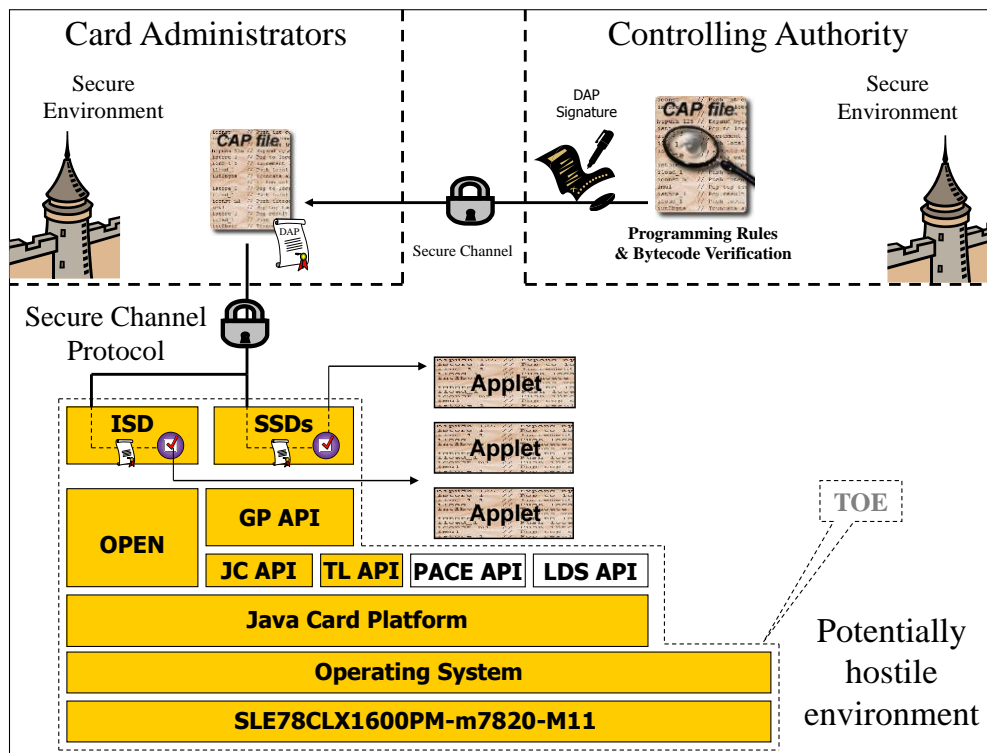 Card Administrators
Controlling Authority
Secure
Environment
Secure
Environment
DAP
Signature
CAP file
CAP file
DAP
Secure Channel
Programming Rules
& Bytecode Verification
Secure Channel
Protocol
Applet
ISD
SSDs
Applet
Applet
TOE
GP API
OPEN
JC API
TL API
PACE API
LDS API
Java Card Platform
Potentially
hostile
environment
Operating System
SLE78CLX1600PM-m7820-M11